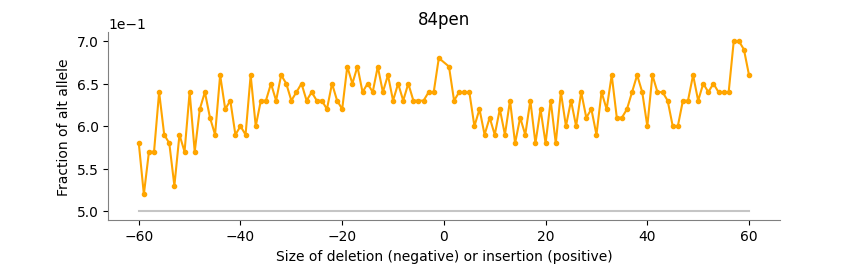 84pen
1e−1
7.0
6.5
6.0
5.5
5.0
Fraction of alt allele
−60 −40 −20 0 20 40 60
Size of deletion (negative) or insertion (positive)